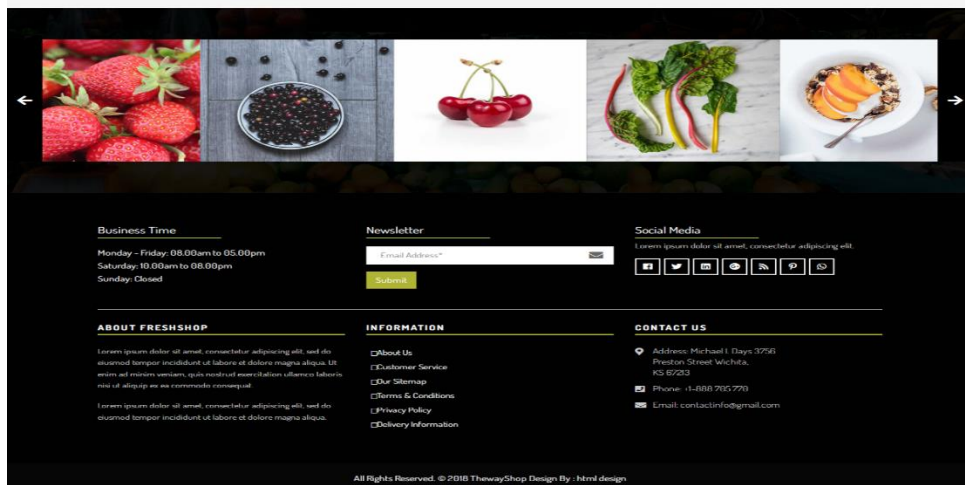 Business Time
Monday - Friday: 08.00am to 05.00pm
Saturday: 10.00am to 08.00pm
Sunday: Closed
Newsletter
Email Address*
Submit
Social Media
Lorem ipsum dolor sit amet, consectetur adipiscing elit.
ABOUT FRESHSHOP
Lorem ipsum dolor sit amet, consectetur adipiscing elit, sed do
eiusmod tempor incididunt ut labore et dolore magna aliqua. Ut
enim ad minim veniam, quis nostrud exercitation ullamco laboris
nisi ut aliquip ex ea commodo consequat.
Lorem ipsum dolor sit amet, consectetur adipiscing elit, sed do
eiusmod tempor incididunt ut labore et dolore magna aliqua.
INFORMATION
About Us
Customer Service
Our Sitemap
Terms & Conditions
Privacy Policy
Delivery Information
CONTACT US
Address: Michael I. Days 3756
Preston Street Wichita,
KS 67213
Phone: +1-888 705 770
Email: contactinfo@gmail.com
All Rights Reserved. © 2018 ThewayShop Design By : html design